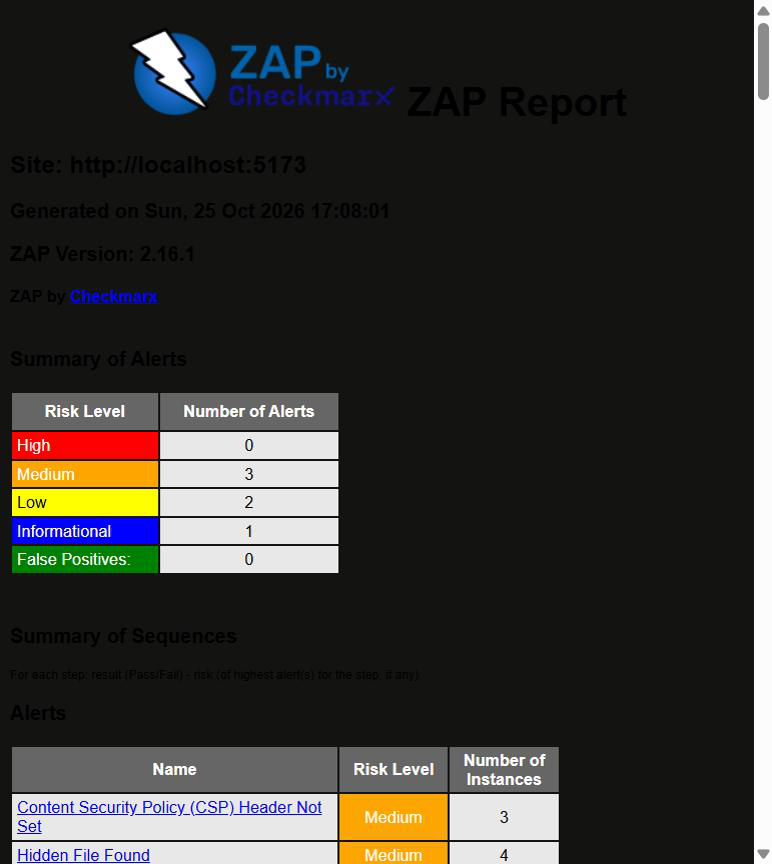 ZAP by
Checkmarx ZAP Report
Site: http://localhost:5173
Generated on Sun, 25 Oct 2026 17:08:01
ZAP Version: 2.16.1
ZAP by Checkmarx
Summary of Alerts
Risk Level Number of Alerts
High 0
Medium 3
Low 2
Informational 1
False Positives: 0
Summary of Sequences
For each step: result (Pass/Fail) - risk (of highest alert(s) for the step, if any).
Alerts
Name Risk Level Number of
Instances
Content Security Policy (CSP) Header Not
Set Medium 3
Hidden File Found Medium 4